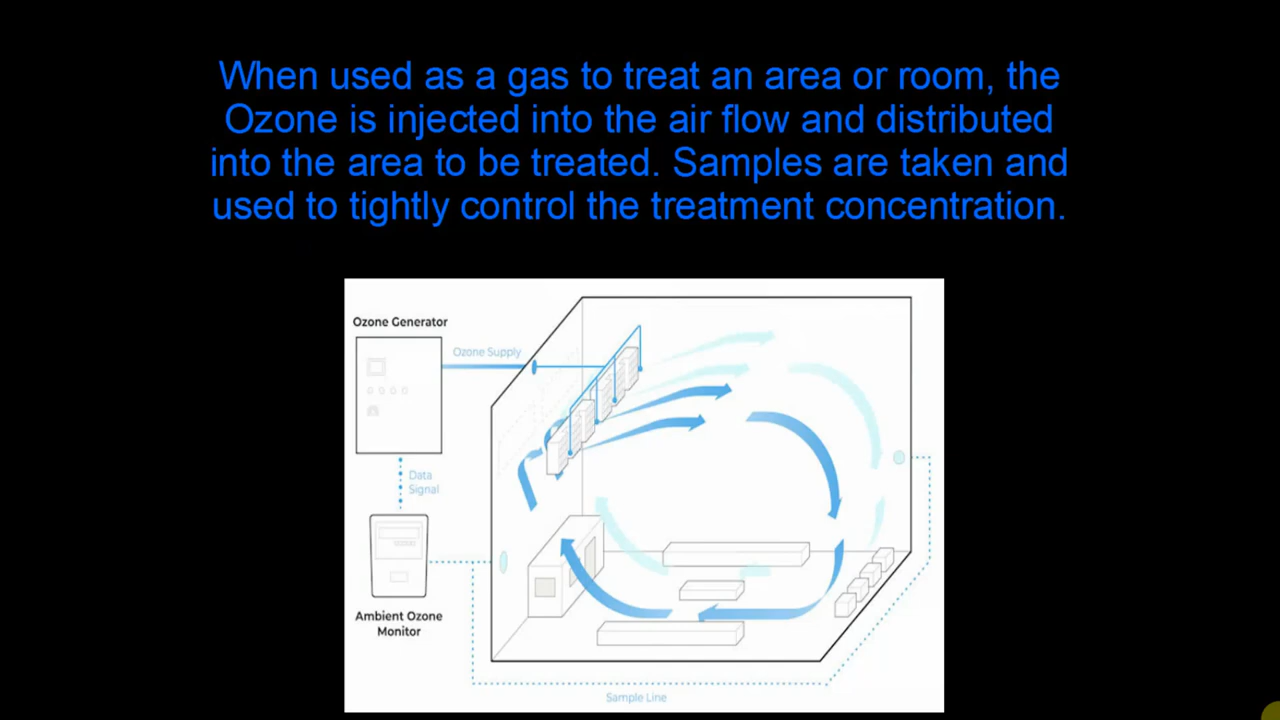 When used as a gas to treat an area or room, the
Ozone is injected into the air flow and distributed
into the area to be treated. Samples are taken and
used to tightly control the treatment concentration.
Ozone Generator
Ozone Supply
Data
Signal
Ambient Ozone
Monitor
Sample Line